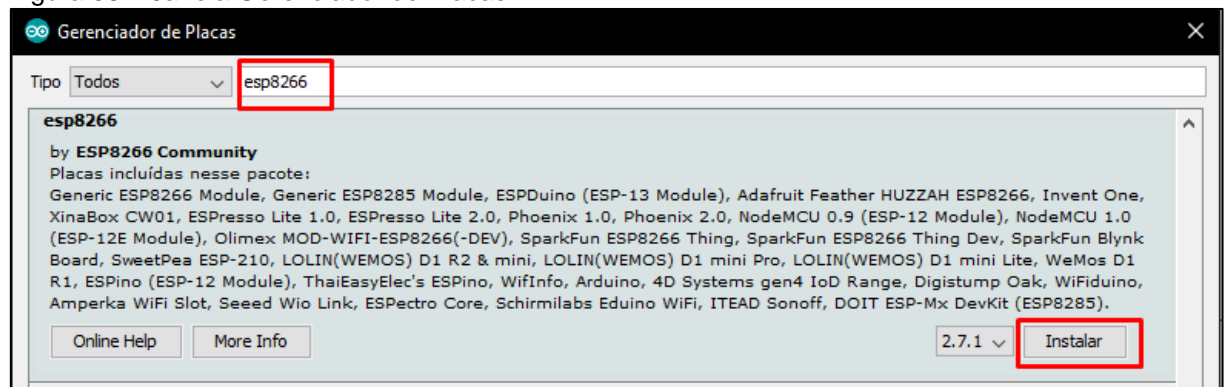 Gerenciador de Placas
Tipo Todos esp8266
esp8266
by ESP8266 Community
Placas incluídas nesse pacote:
Generic ESP8266 Module, Generic ESP8285 Module, ESPDuino (ESP-13 Module), Adafruit Feather HUZZAH ESP8266, Invent One,
XinaBox CW01, ESPresso Lite 1.0, ESPresso Lite 2.0, Phoenix 1.0, Phoenix 2.0, NodeMCU 0.9 (ESP-12 Module), NodeMCU 1.0
(ESP-12E Module), Olimex MOD-WIFI-ESP8266(-DEV), SparkFun ESP8266 Thing, SparkFun ESP8266 Thing Dev, SparkFun Blynk
Board, SweetPea ESP-210, LOLIN(WEMOS) D1 R2 & mini, LOLIN(WEMOS) D1 mini Pro, LOLIN(WEMOS) D1 mini Lite, WeMos D1
R1, ESPino (ESP-12 Module), ThaiEasyElec's ESPino, WifInfo, Arduino, 4D Systems gen4 IoD Range, Digistump Oak, WiFiduino,
Amperka WiFi Slot, Seeed Wio Link, ESPectro Core, Schirmilabs Eduino WiFi, ITEAD Sonoff, DOIT ESP-Mx DevKit (ESP8285).
Online Help More Info 2.7.1 Instalar